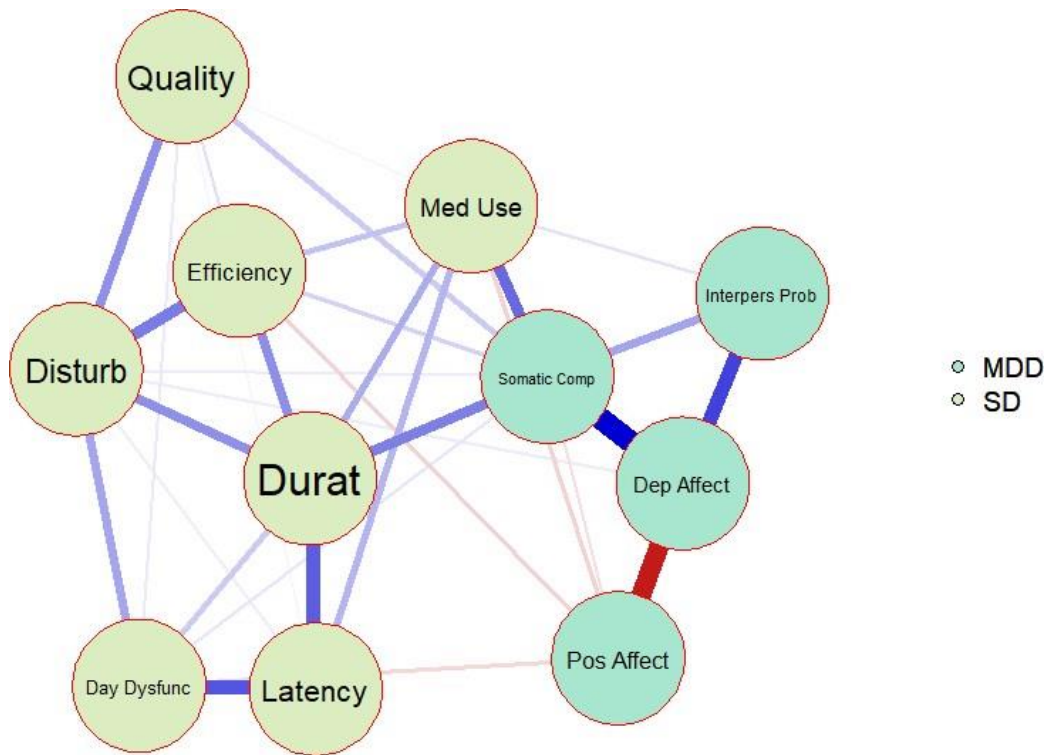 Quality
Med Use
Efficiency
Interpers Prob
Disturb
Somatic Comp
MDD
SD
Durat
Dep Affect
Day Dysfunc
Latency
Pos Affect